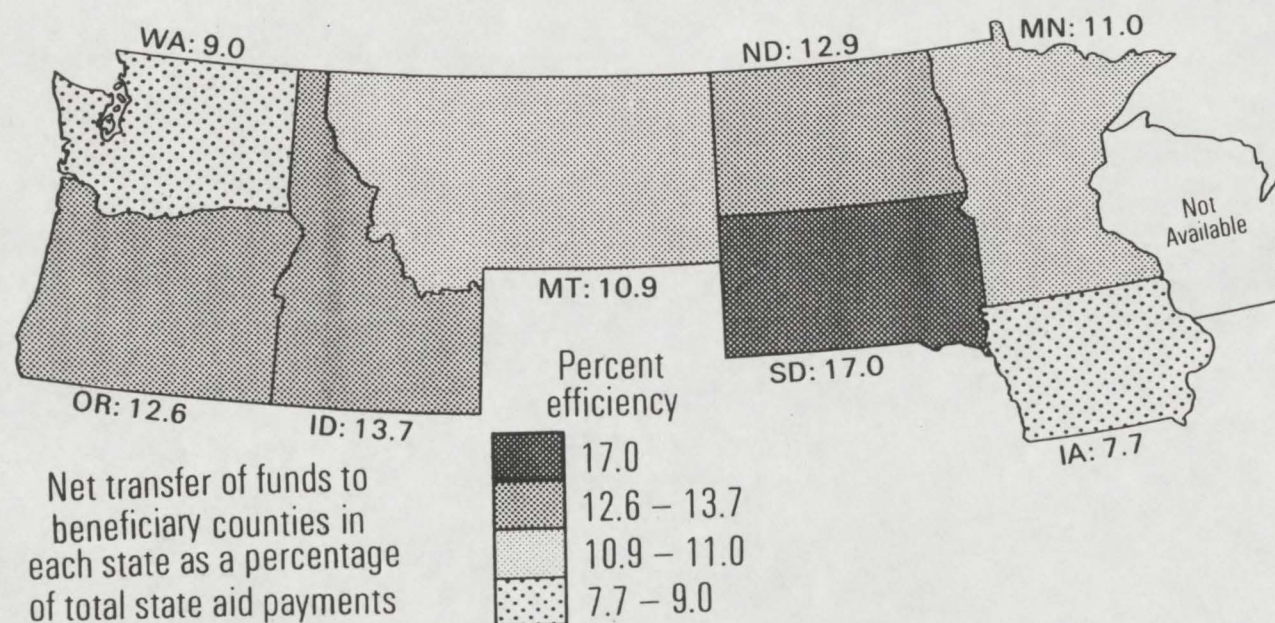 WA: 9.0
ND: 12.9
MN: 11.0
Not
Available
MT: 10.9
SD: 17.0
OR: 12.6
ID: 13.7
IA: 7.7
Percent
efficiency
17.0
12.6 – 13.7
10.9 – 11.0
7.7 – 9.0
Net transfer of funds to
beneficiary counties in
each state as a percentage
of total state aid payments